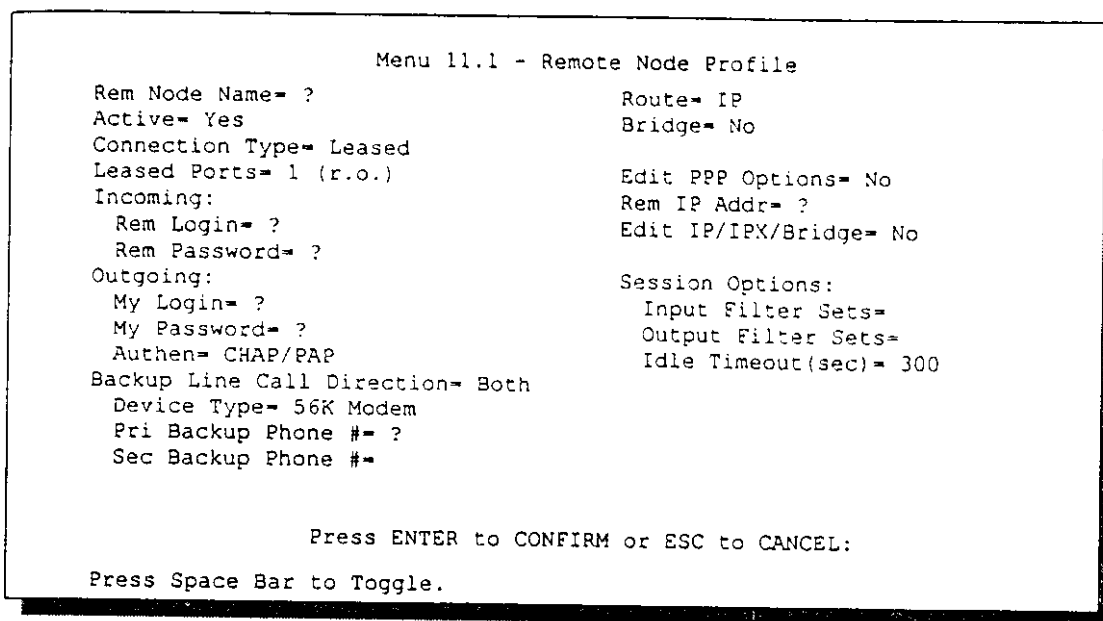 Menu 11.1 - Remote Node Profile
Rem Node Name= ?
Active= Yes
Connection Type= Leased
Leased Ports= 1 (r.o.)
Incoming:
Rem Login= ?
Rem Password= ?
Outgoing:
My Login= ?
My Password= ?
Authen= CHAP/PAP
Backup Line Call Direction= Both
Device Type= 56K Modem
Pri Backup Phone #= ?
Sec Backup Phone #=
Route= IP
Bridge= No
Edit PPP Options= No
Rem IP Addr= ?
Edit IP/IPX/Bridge= No
Session Options:
Input Filter Sets=
Output Filter Sets=
Idle Timeout(sec)= 300
Press ENTER to CONFIRM or ESC to CANCEL:
Press Space Bar to Toggle.